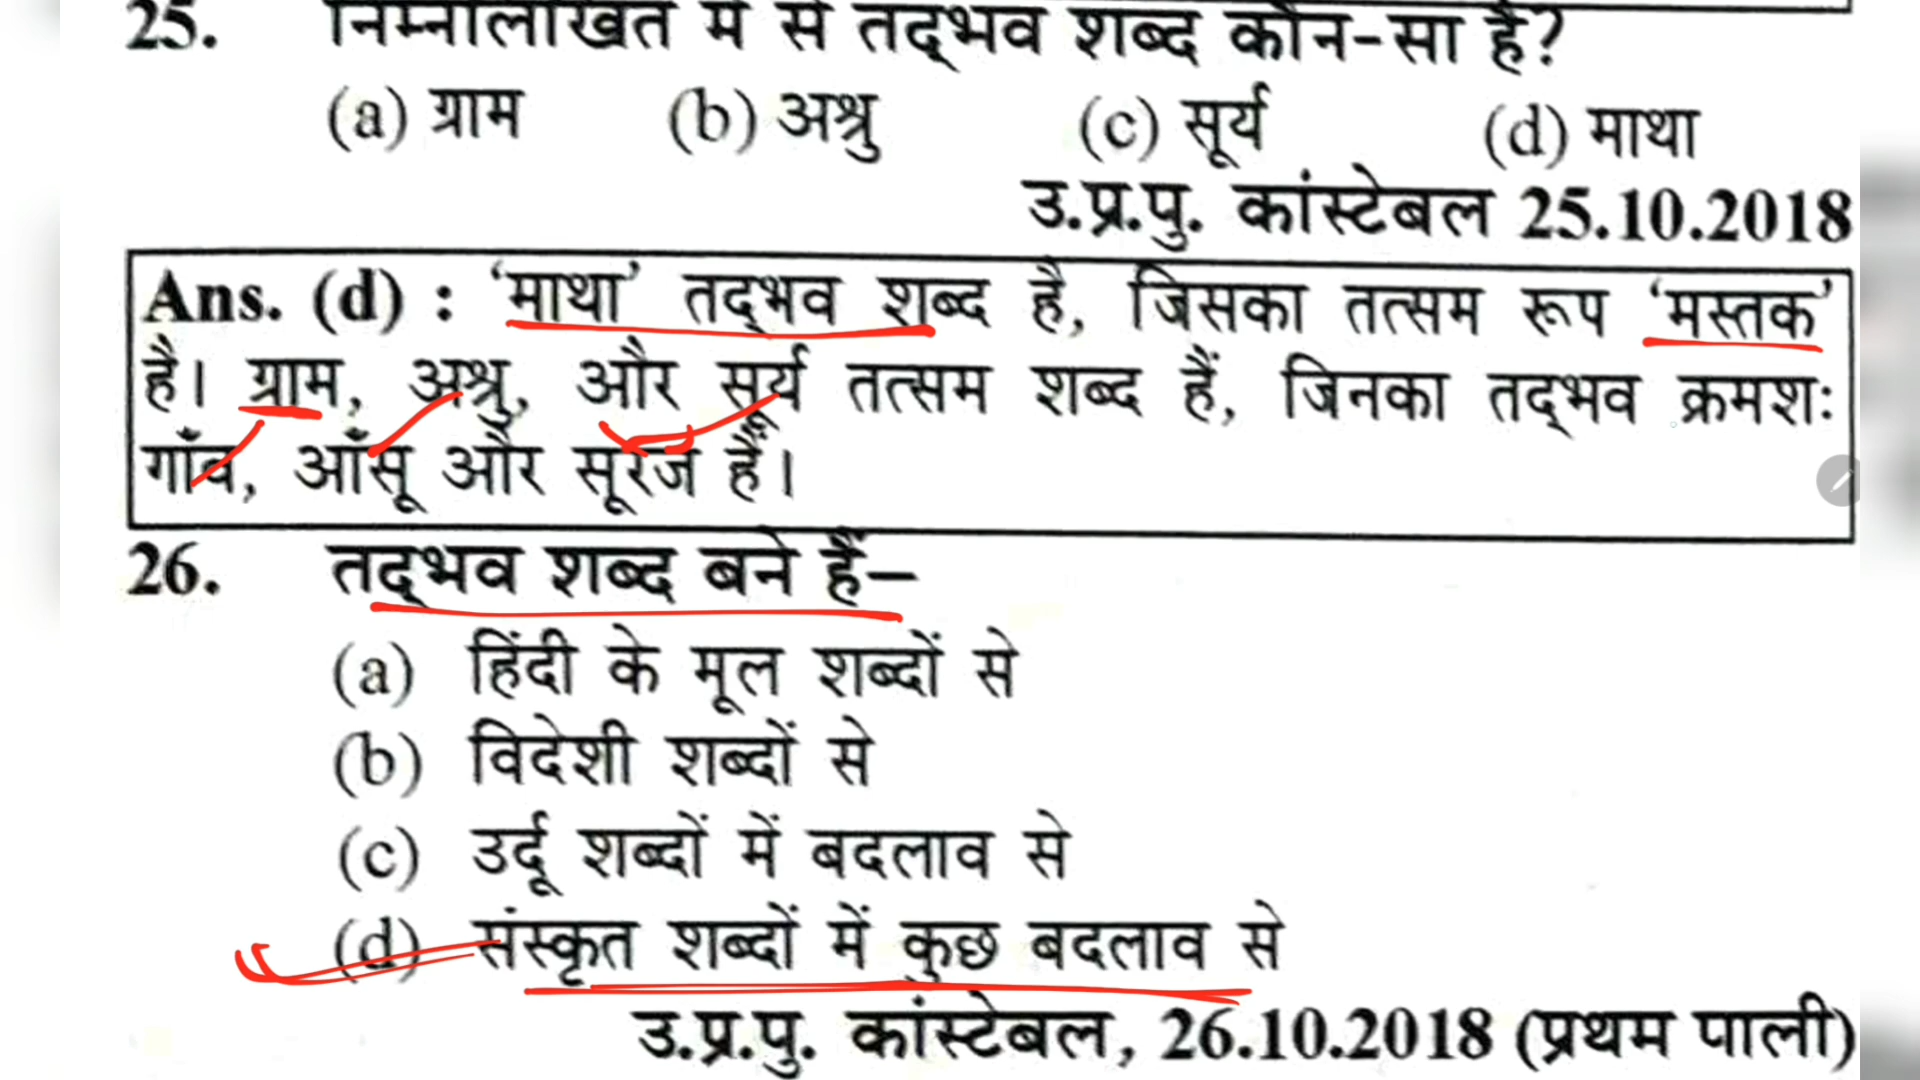 25. निम्नलिखित में से तद्भव शब्द कौन-सा है?
(a) ग्राम (b) अश्रु (c) सूर्य (d) माथा
उ.प्र.पु. कांस्टेबल 25.10.2018
Ans. (d) : ‘माथा’ तद्भव शब्द है, जिसका तत्सम रूप ‘मस्तक’
है। ग्राम, अश्रु, और सूर्य तत्सम शब्द हैं, जिनका तद्भव क्रमशः
गाँव, आँसू और सूरज हैं।
26. तद्भव शब्द बने हैं–
(a) हिंदी के मूल शब्दों से
(b) विदेशी शब्दों से
(c) उर्दू शब्दों में बदलाव से
(d) संस्कृत शब्दों में कुछ बदलाव से
उ.प्र.पु. कांस्टेबल, 26.10.2018 (प्रथम पाली)